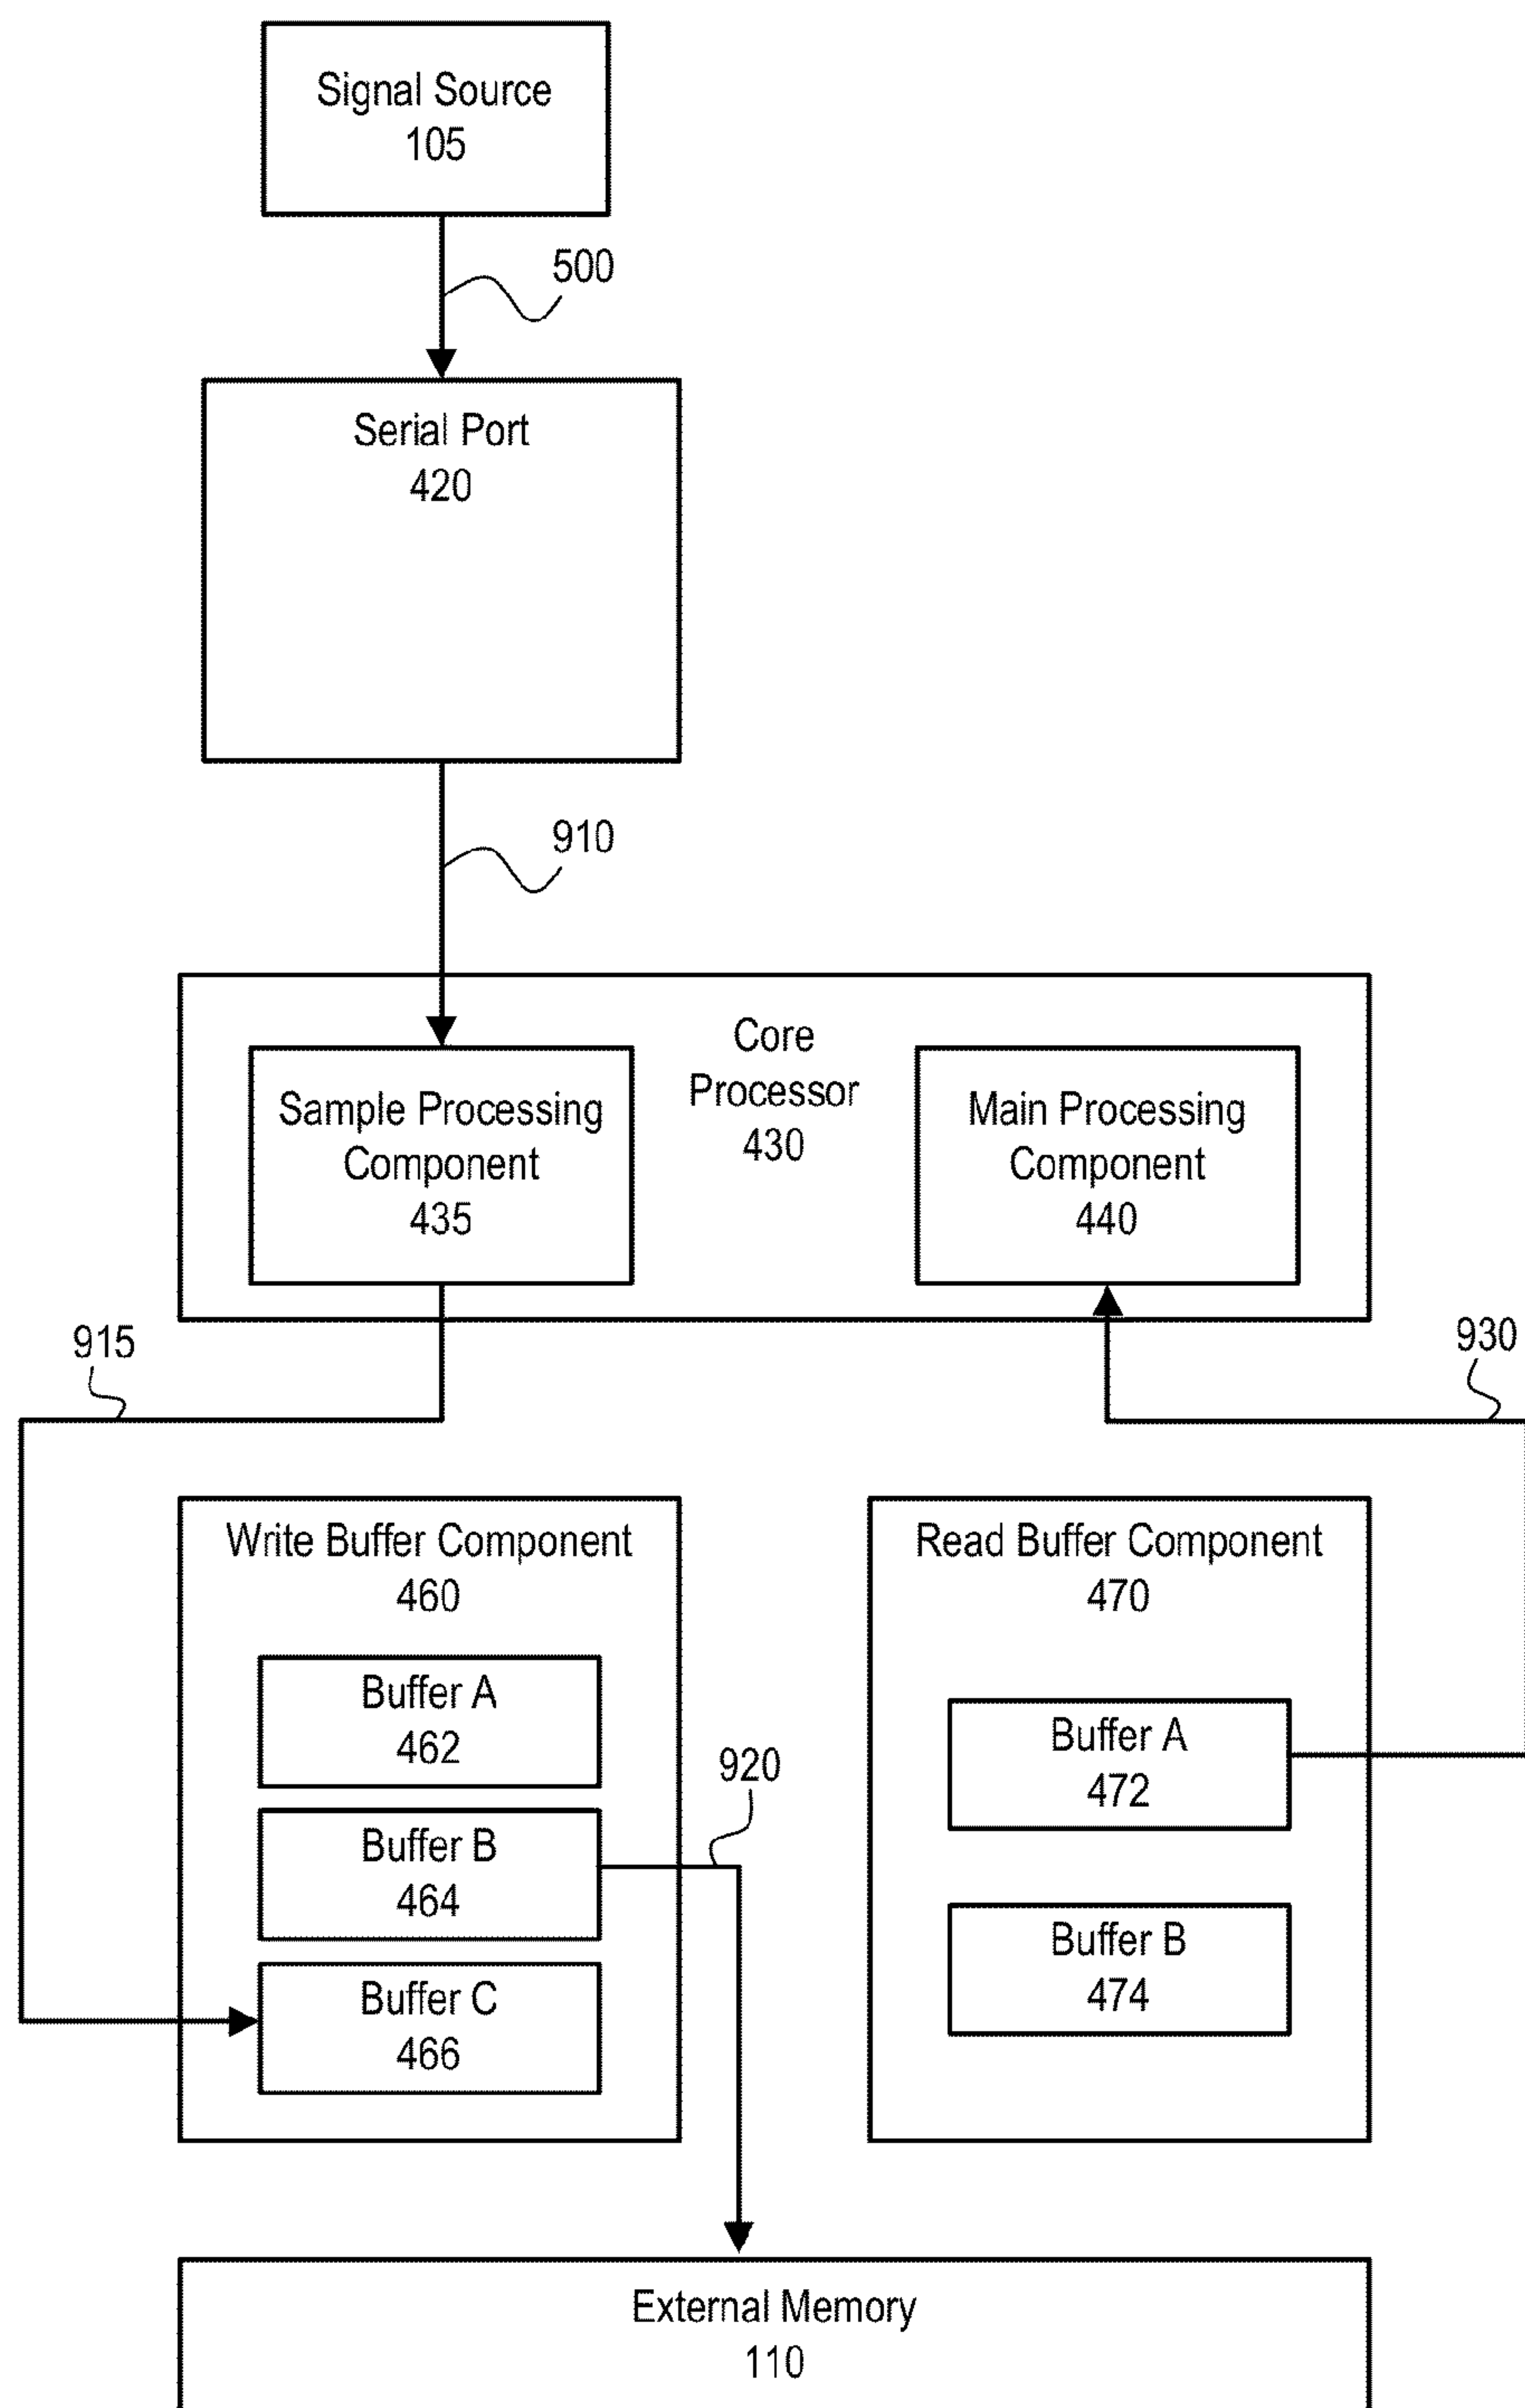 Signal Source
105
500
Serial Port
420
910
Core
Processor
430
Sample Processing
Component
435
Main Processing
Component
440
915
930
Write Buffer Component
460
Buffer A
462
Buffer B
464
Buffer C
466
920
Read Buffer Component
470
Buffer A
472
Buffer B
474
External Memory
110